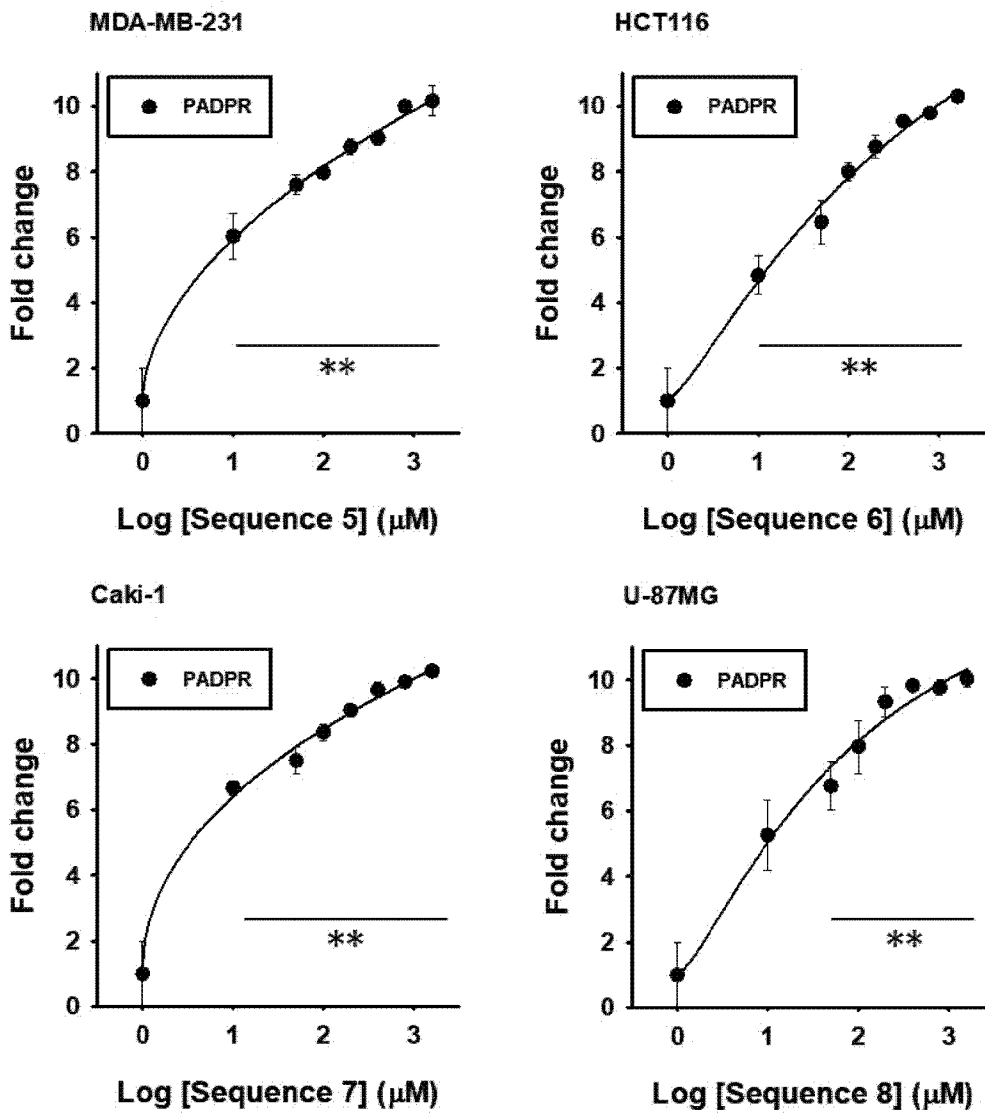 MDA-MB-231
PADPR
10
8
6
4
2
0
Fold change
**
0 1 2 3
Log [Sequence 5] (μM)
HCT116
PADPR
10
8
6
4
2
0
Fold change
**
0 1 2 3
Log [Sequence 6] (μM)
Caki-1
PADPR
10
8
6
4
2
0
Fold change
**
0 1 2 3
Log [Sequence 7] (μM)
U-87MG
PADPR
10
8
6
4
2
0
Fold change
**
0 1 2 3
Log [Sequence 8] (μM)